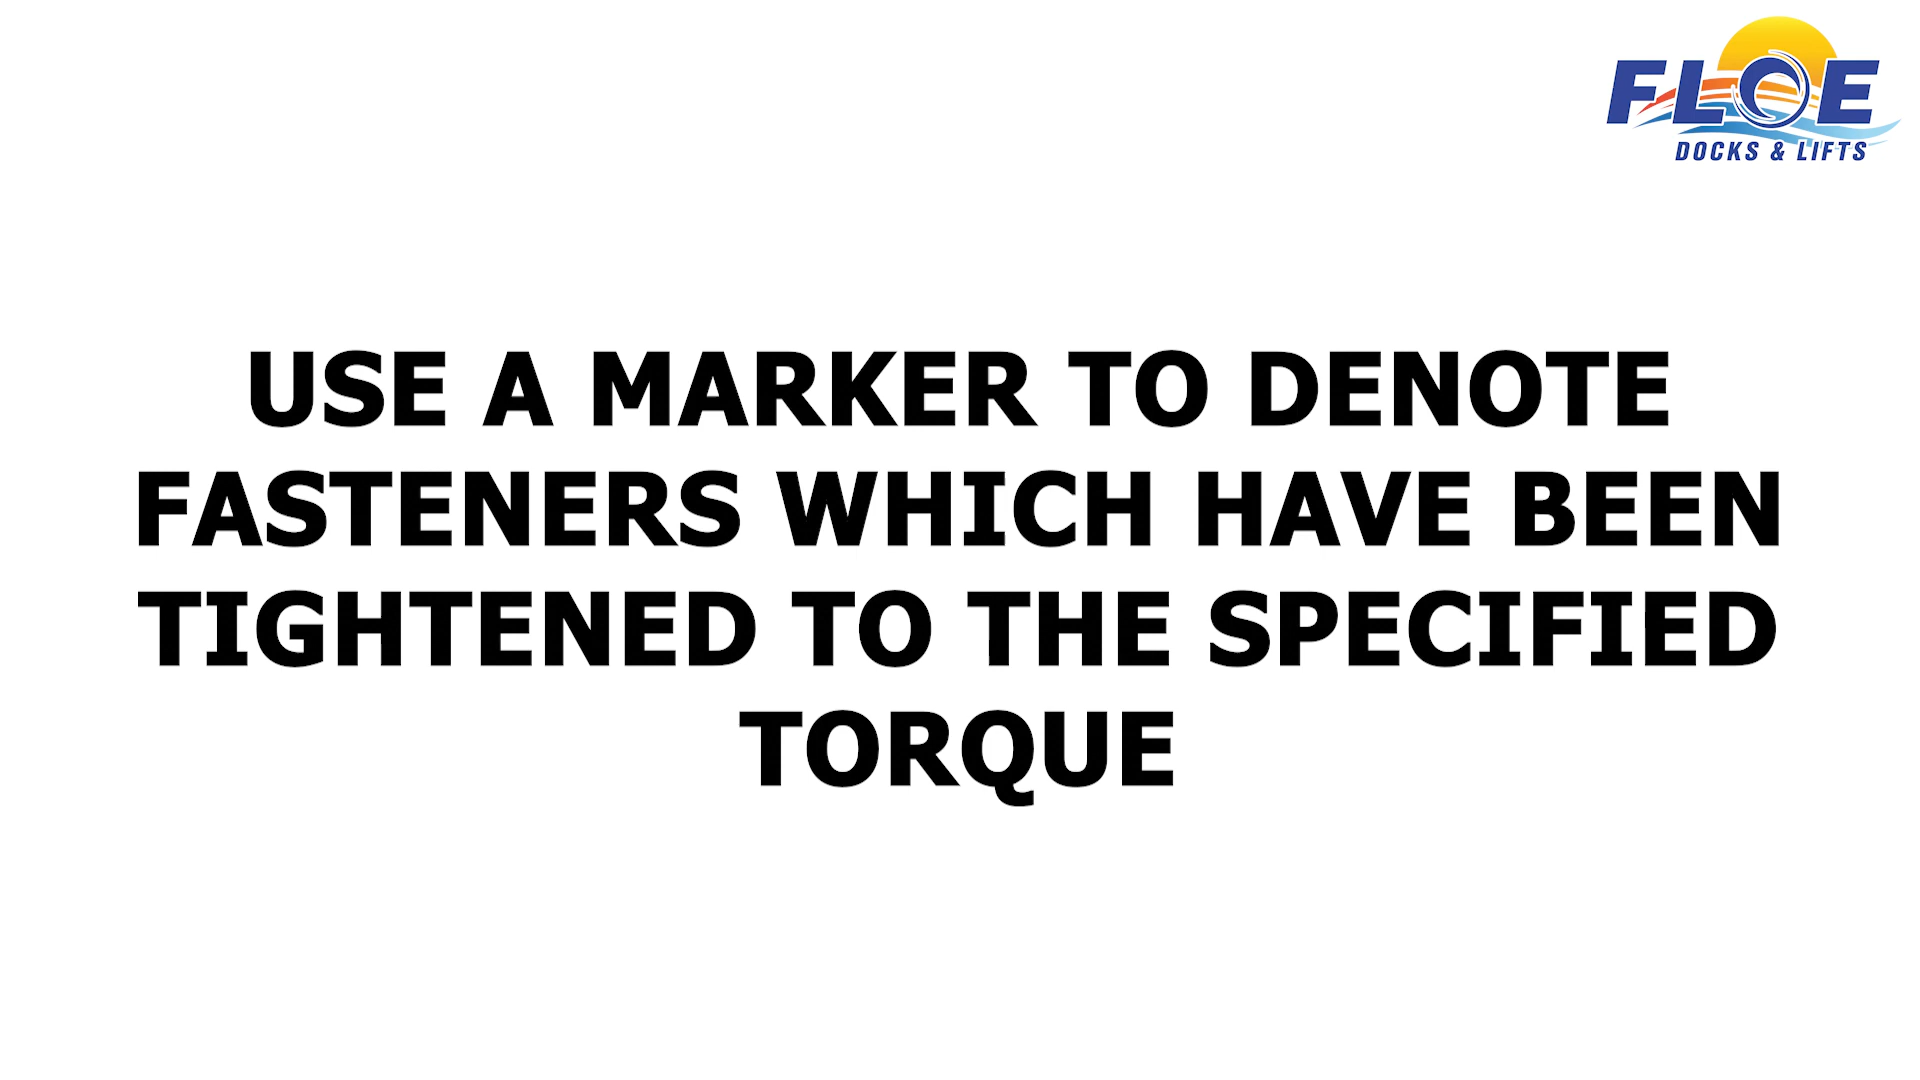 FLOE
DOCKS & LIFTS
USE A MARKER TO DENOTE
FASTENERS WHICH HAVE BEEN
TIGHTENED TO THE SPECIFIED
TORQUE